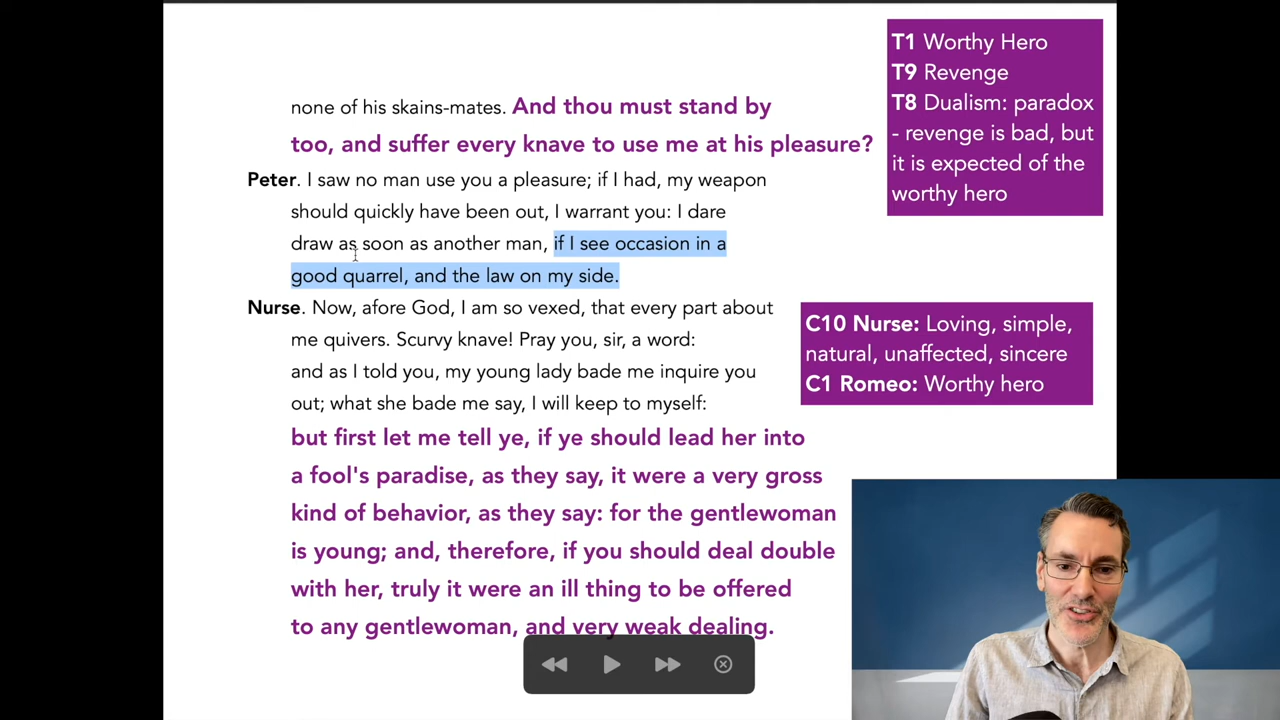 none of his skains-mates. And thou must stand by
too, and suffer every knave to use me at his pleasure?
Peter. I saw no man use you a pleasure; if I had, my weapon
should quickly have been out, I warrant you: I dare
draw as soon as another man, if I see occasion in a
good quarrel, and the law on my side.
Nurse. Now, afore God, I am so vexed, that every part about
me quivers. Scurvy knave! Pray you, sir, a word:
and as I told you, my young lady bade me inquire you
out; what she bade me say, I will keep to myself:
but first let me tell ye, if ye should lead her into
a fool's paradise, as they say, it were a very gross
kind of behavior, as they say: for the gentlewoman
is young; and, therefore, if you should deal double
with her, truly it were an ill thing to be offered
to any gentlewoman, and very weak dealing.
T1 Worthy Hero
T9 Revenge
T8 Dualism: paradox
- revenge is bad, but
it is expected of the
worthy hero
C10 Nurse: Loving, simple,
natural, unaffected, sincere
C1 Romeo: Worthy hero